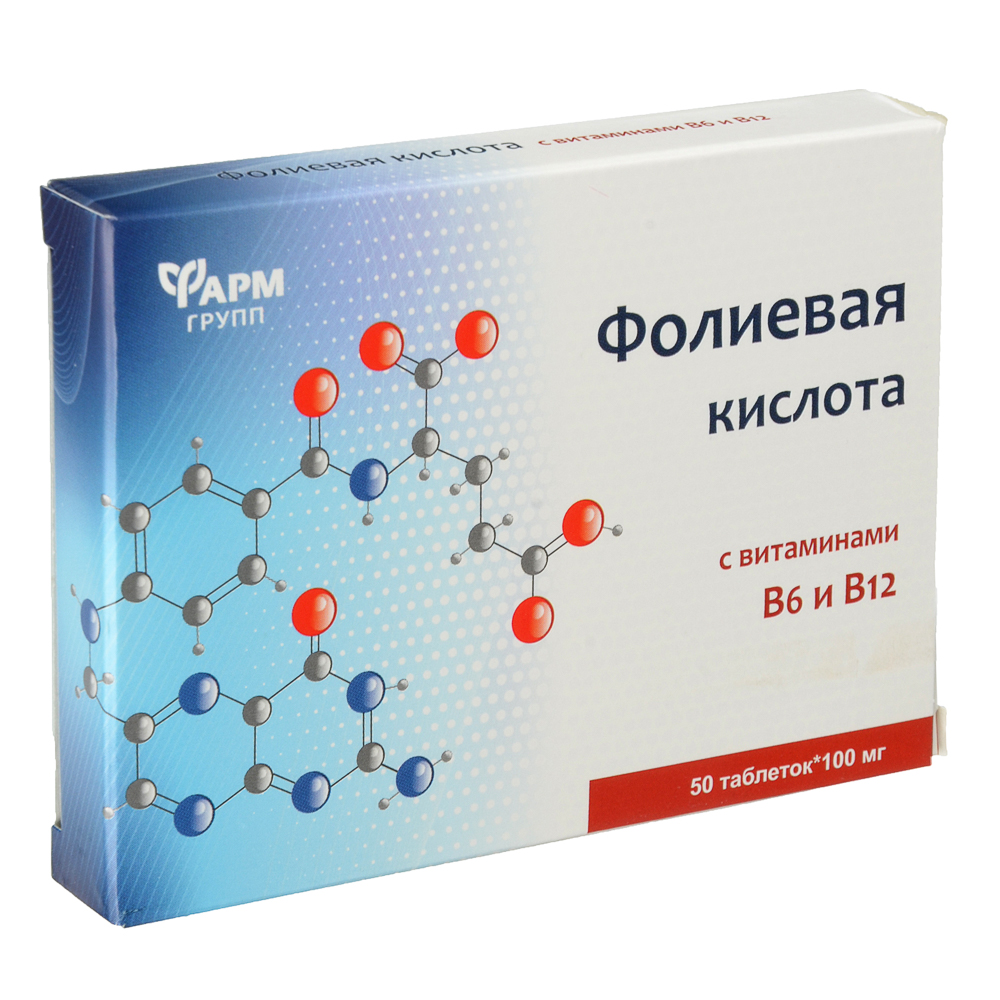 Фолиевая кислота с витаминами В6 и В12
ФАРМ
ГРУПП
Фолиевая
кислота
с витаминами
В6 и В12
50 таблеток*100 мг